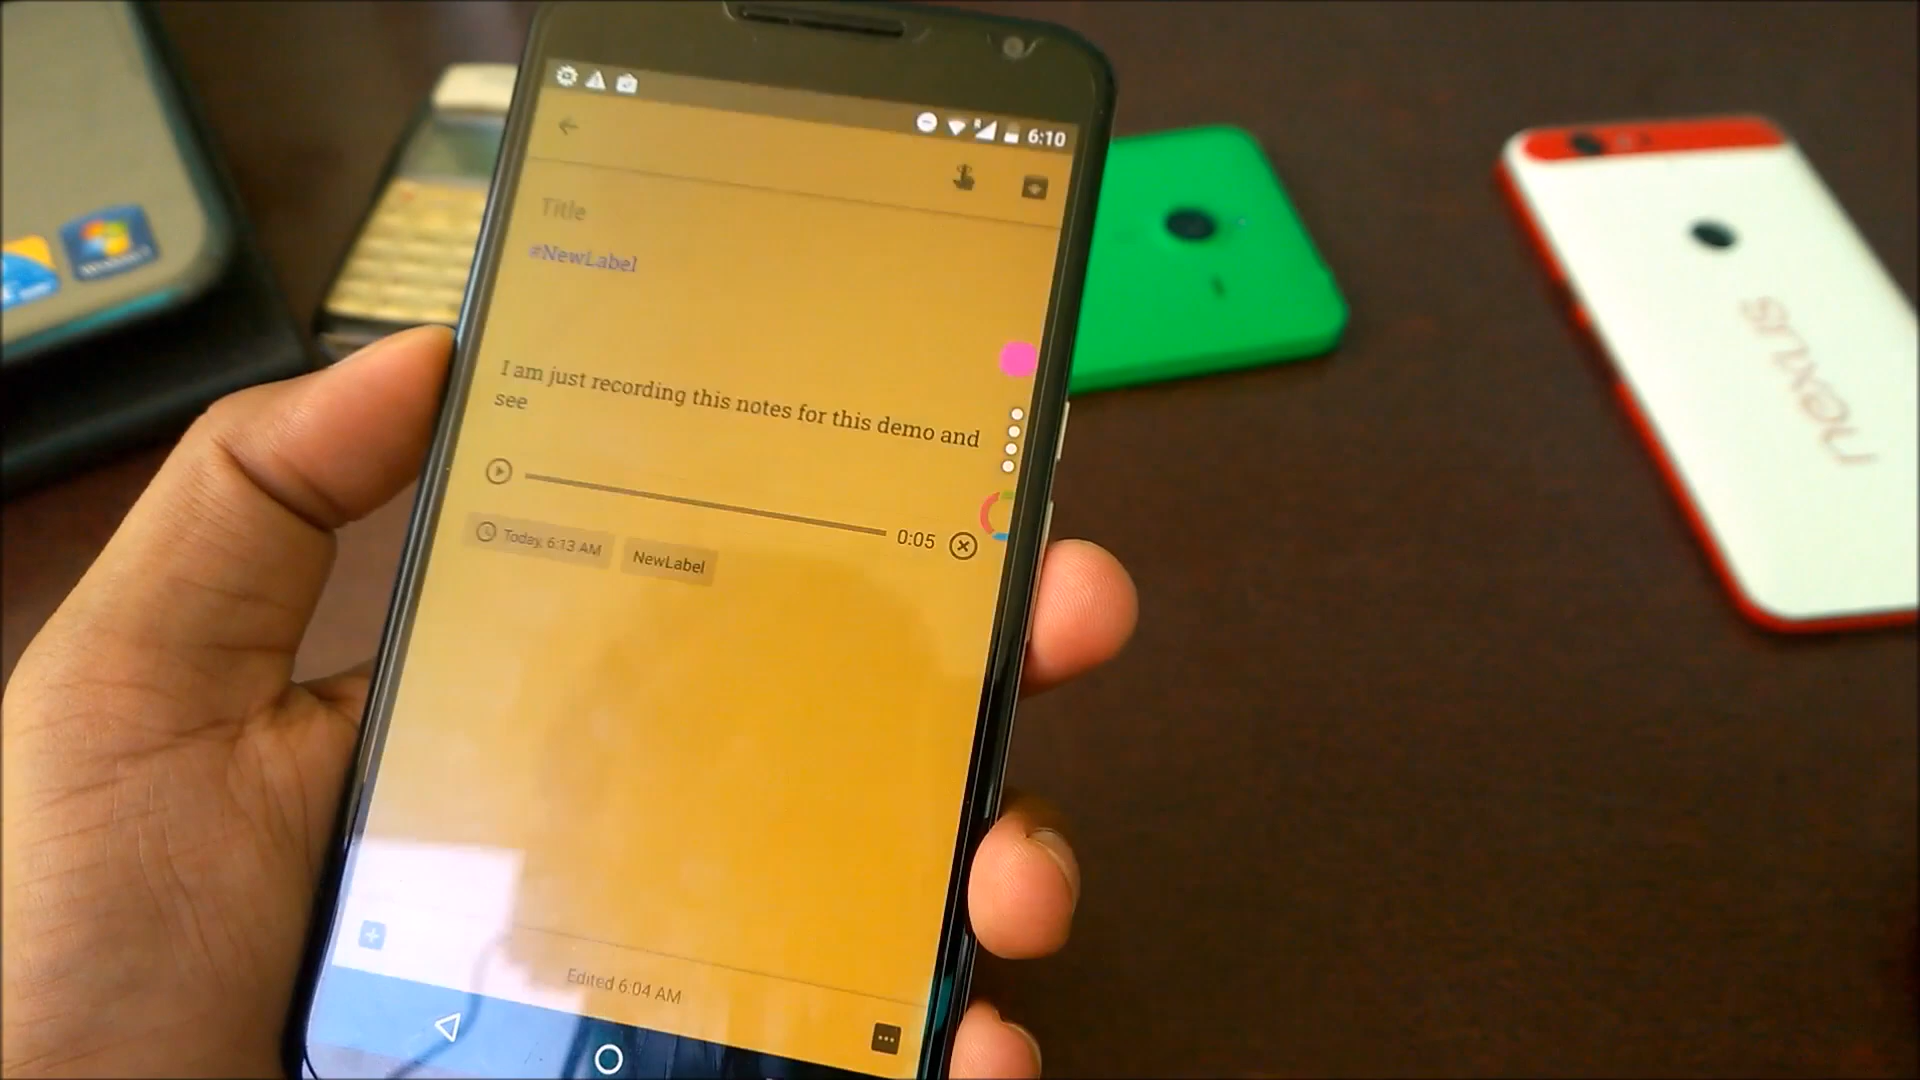 6:10
Title
#NewLabel
I am just recording this notes for this demo and
see
0:05
Today, 6:13 AM
NewLabel
Edited 6:04 AM
nexus